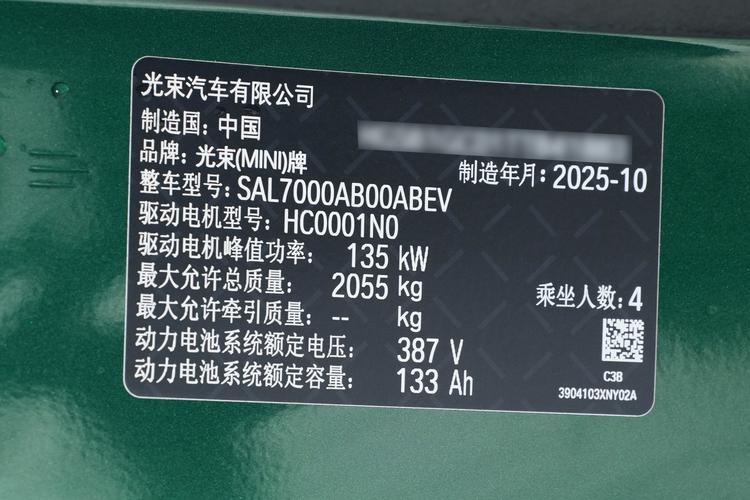 光束汽车有限公司
制造国: 中国
品牌: 光束(MINI)牌
制造年月: 2025-10
整车型号: SAL7000AB00ABEV
驱动电机型号: HC0001N0
驱动电机峰值功率: 135 kW
最大允许总质量: 2055 kg
乘坐人数: 4
最大允许牵引质量: -- kg
动力电池系统额定电压: 387 V
动力电池系统额定容量: 133 Ah
C3B
3904103XNY02A